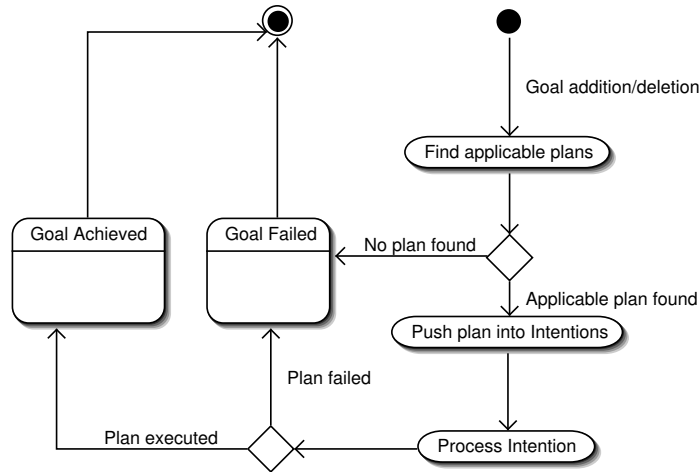 Goal addition/deletion
Find applicable plans
Goal Achieved
Goal Failed
No plan found
Applicable plan found
Push plan into Intentions
Plan failed
Plan executed
Process Intention